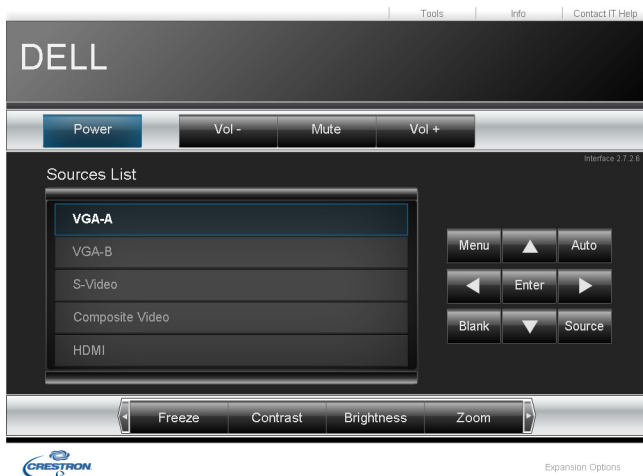 Tools Info Contact IT Help
DELL
Power Vol - Mute Vol +
Interface 2.7.2.6
Sources List
VGA-A
VGA-B
S-Video
Composite Video
HDMI
Menu Auto
Enter
Blank Source
Freeze Contrast Brightness Zoom
CRESTRON
Expansion Options